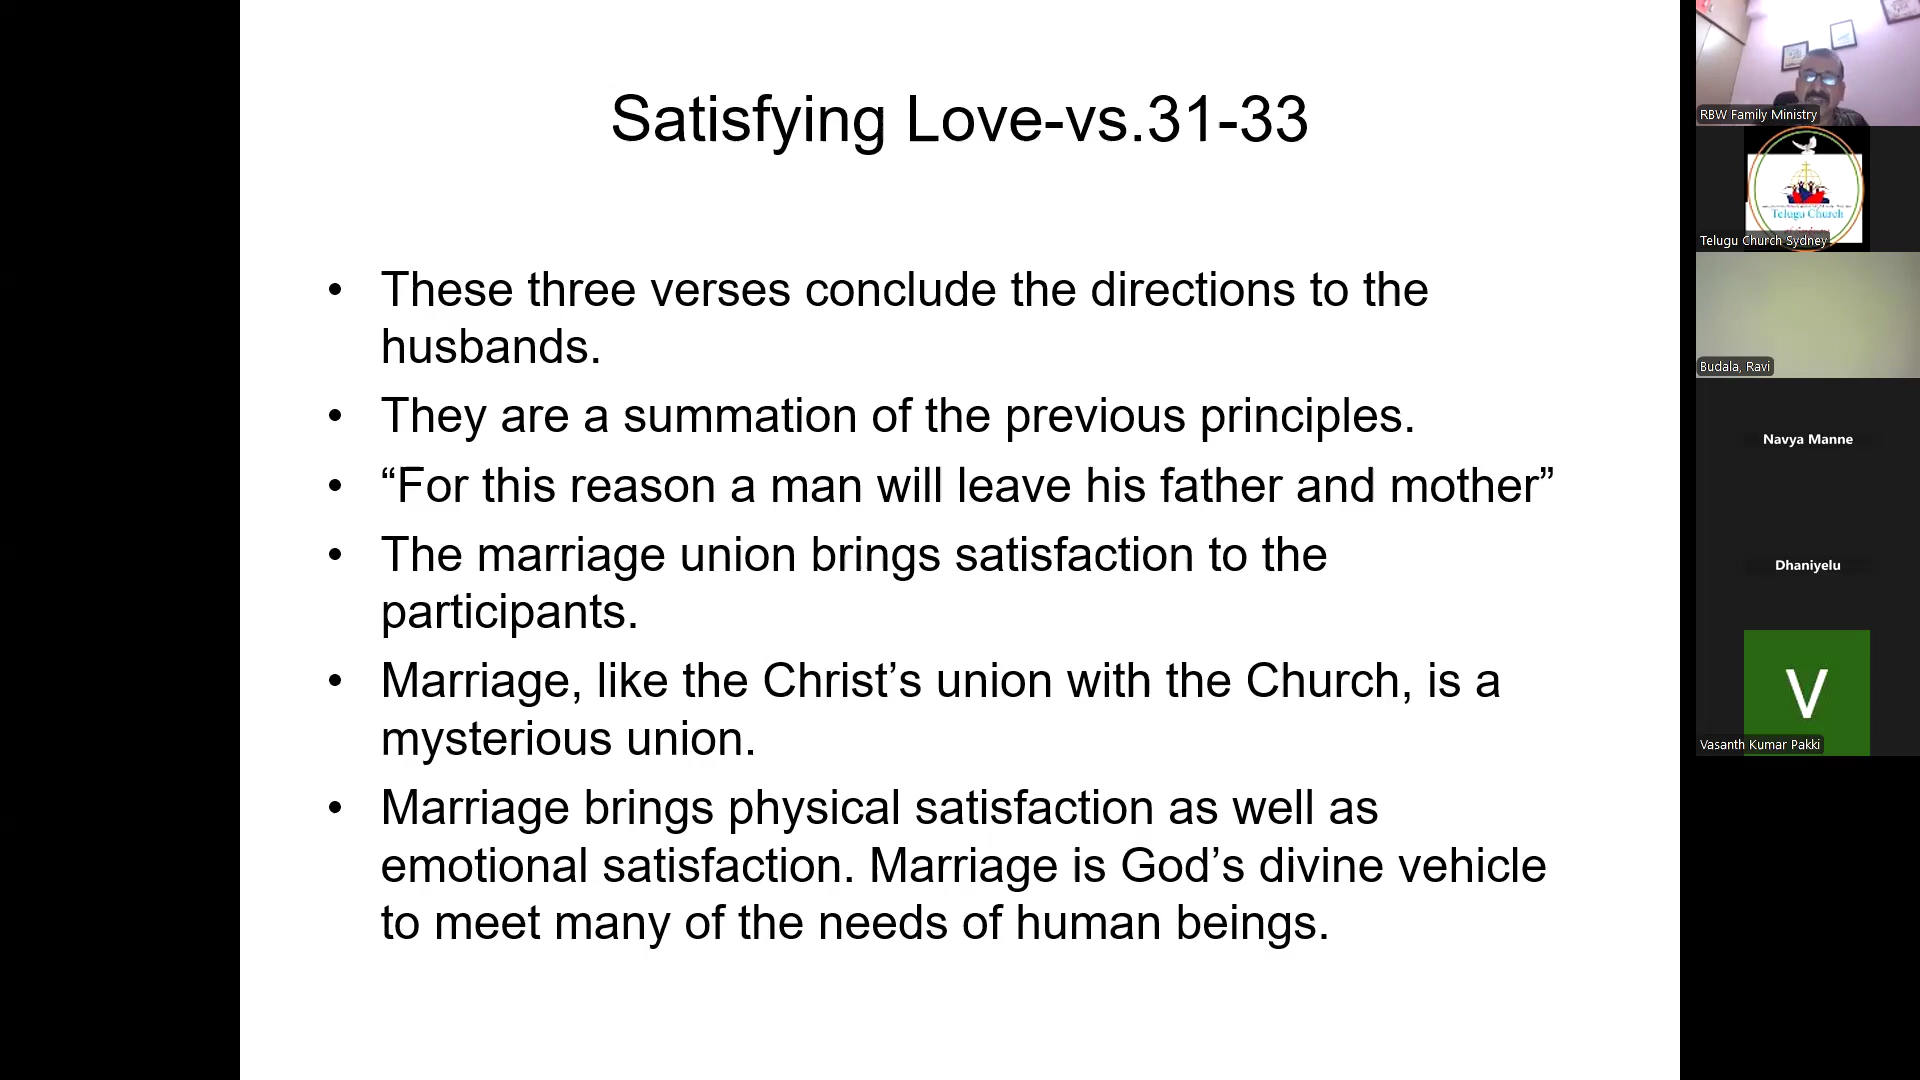 Satisfying Love-vs.31-33
• These three verses conclude the directions to the
husbands.
• They are a summation of the previous principles.
• “For this reason a man will leave his father and mother”
• The marriage union brings satisfaction to the
participants.
• Marriage, like the Christ’s union with the Church, is a
mysterious union.
• Marriage brings physical satisfaction as well as
emotional satisfaction. Marriage is God’s divine vehicle
to meet many of the needs of human beings.
RBW Family Ministry
Telugu Church
Telugu Church Sydney
Budala, Ravi
Navya Manne
Dhaniyelu
V
Vasanth Kumar Pakki